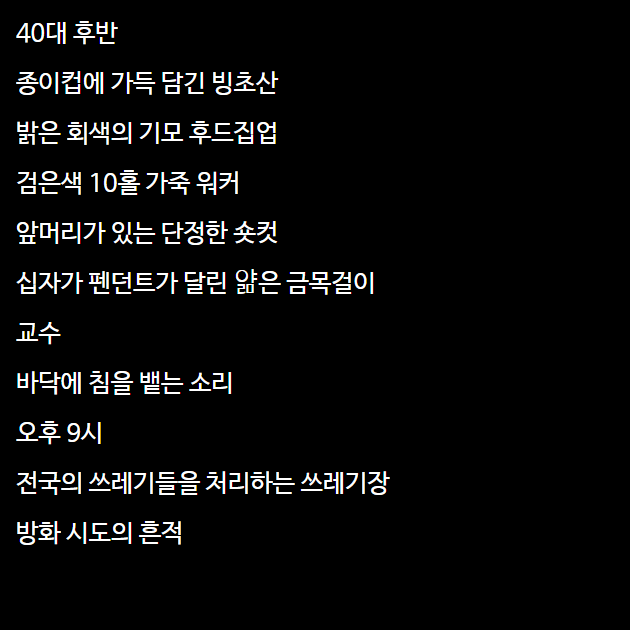 40대 후반
종이컵에 가득 담긴 빙초산
밝은 회색의 기모 후드집업
검은색 10홀 가죽 워커
앞머리가 있는 단정한 숏컷
십자가 펜던트가 달린 얆은 금목걸이
교수
바닥에 침을 뱉는 소리
오후 9시
전국의 쓰레기들을 처리하는 쓰레기장
방화 시도의 흔적